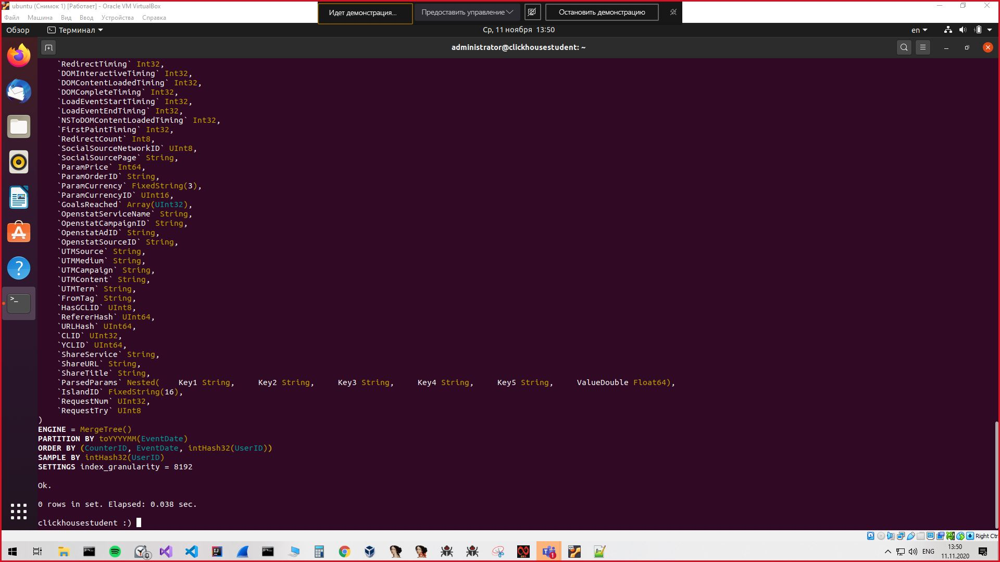 ubuntu (Снимок 1) [Работает] - Oracle VM VirtualBox
Идет демонстрация...
Предоставить управление
Остановить демонстрацию
Файл Машина Вид Ввод Устройства Справка
Обзор
Терминал
Ср, 11 ноября 13:50
en
administrator@clickhousestudent: ~
`RedirectTiming` Int32,
`DOMInteractiveTiming` Int32,
`DOMContentLoadedTiming` Int32,
`DOMCompleteTiming` Int32,
`LoadEventStartTiming` Int32,
`LoadEventEndTiming` Int32,
`NSToDOMContentLoadedTiming` Int32,
`FirstPaintTiming` Int32,
`RedirectCount` Int8,
`SocialSourceNetworkID` UInt8,
`SocialSourcePage` String,
`ParamPrice` Int64,
`ParamOrderID` String,
`ParamCurrency` FixedString(3),
`ParamCurrencyID` UInt16,
`GoalsReached` Array(UInt32),
`OpenstatServiceName` String,
`OpenstatCampaignID` String,
`OpenstatAdID` String,
`OpenstatSourceID` String,
`UTMSource` String,
`UTMMedium` String,
`UTMCampaign` String,
`UTMContent` String,
`UTMTerm` String,
`FromTag` String,
`HasGCLID` UInt8,
`RefererHash` UInt64,
`URLHash` UInt64,
`CLID` UInt32,
`YCLID` UInt64,
`ShareService` String,
`ShareURL` String,
`ShareTitle` String,
`ParsedParams` Nested(    Key1 String,     Key2 String,     Key3 String,     Key4 String,     Key5 String,     ValueDouble Float64),
`IslandID` FixedString(16),
`RequestNum` UInt32,
`RequestTry` UInt8
)
ENGINE = MergeTree()
PARTITION BY toYYYYMM(EventDate)
ORDER BY (CounterID, EventDate, intHash32(UserID))
SAMPLE BY intHash32(UserID)
SETTINGS index_granularity = 8192
Ok.
0 rows in set. Elapsed: 0.038 sec.
clickhousestudent :)
Right Ctr
ENG
13:50
11.11.2020